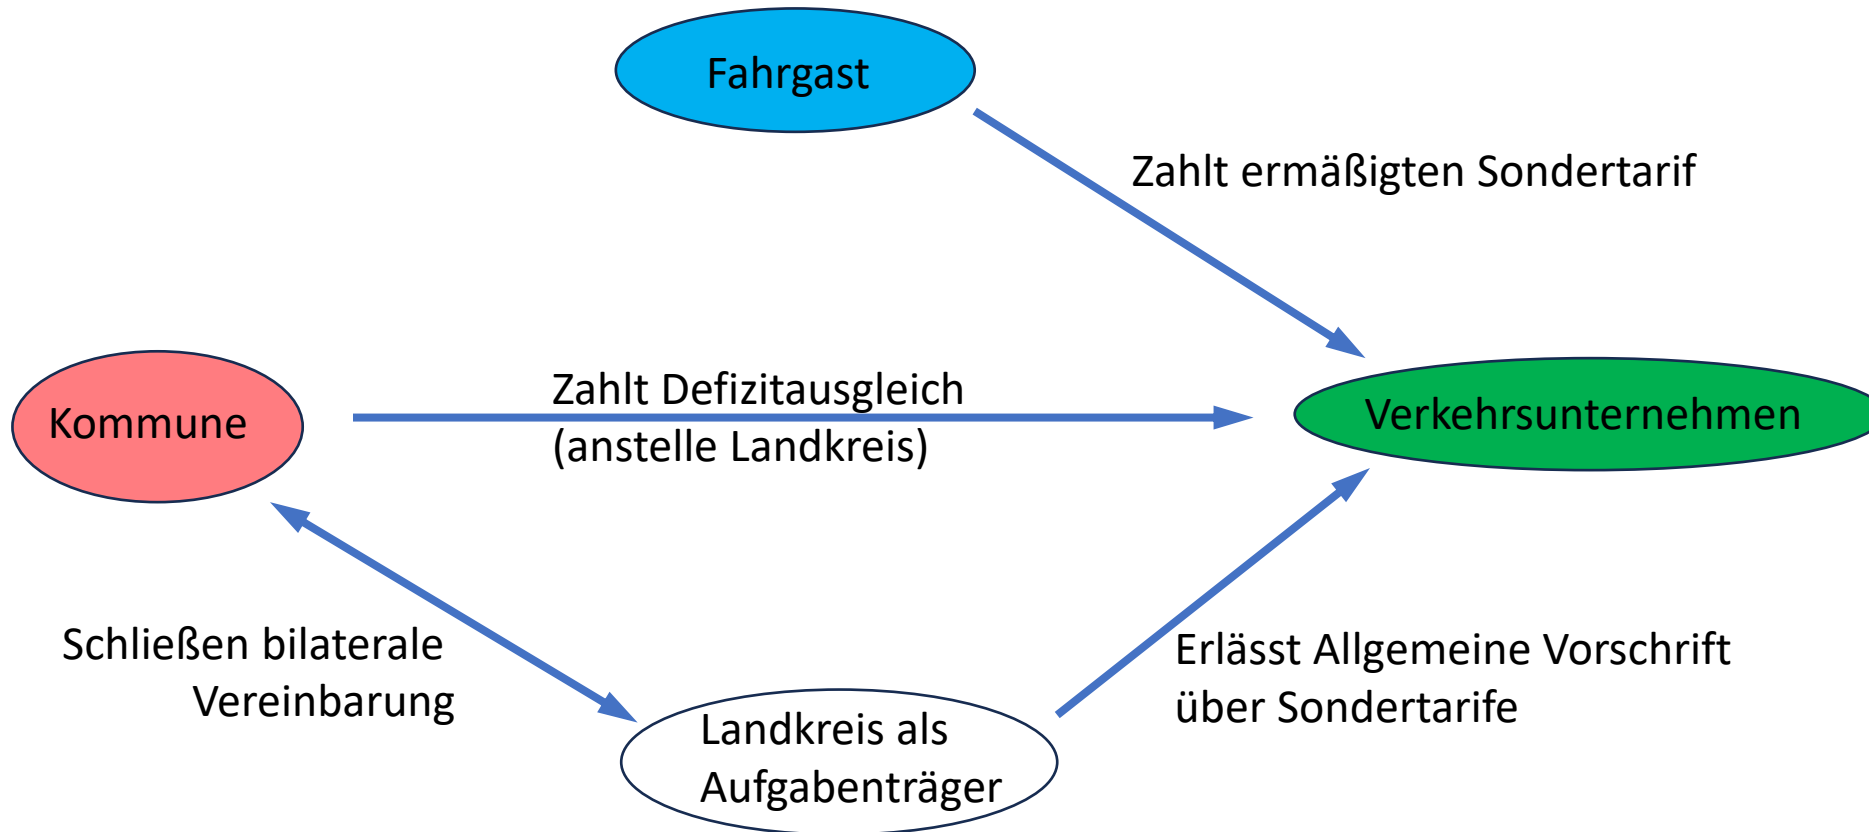 Fahrgast
Zahlt ermäßigten Sondertarif
Zahlt Defizitausgleich
(anstelle Landkreis)
Kommune
Verkehrsunternehmen
Schließen bilaterale
Vereinbarung
Erlässt Allgemeine Vorschrift
über Sondertarife
Landkreis als
Aufgabenträger